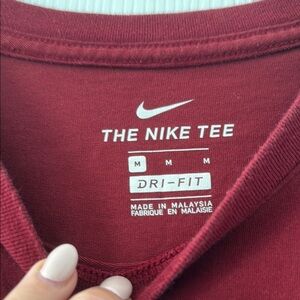 THE NIKE TEE
M M M
DRI-FIT
MADE IN MALAYSIA
FABRIQUE EN MALAISIE